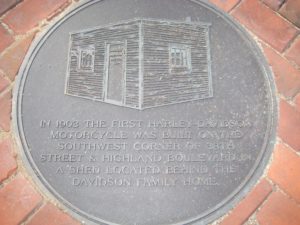 IN 1903 THE FIRST HARLEY-DAVIDSON
MOTORCYCLE WAS BUILT ON THE
SOUTHWEST CORNER OF 38TH
STREET & HIGHLAND BOULEVARD IN
A SHED LOCATED BEHIND THE
DAVIDSON FAMILY HOME.